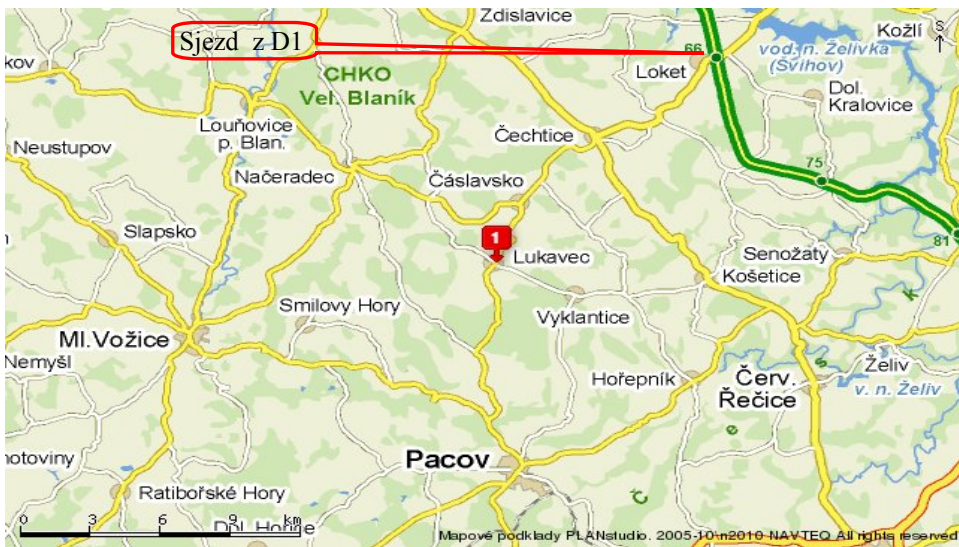 Zdislavice
Sjezd z D1
Kožlí
S
66
vod. n. Želivka
(Švihov)
kov
CHKO
Vel. Blaník
Loket
Dol.
Kralovice
Louňovice
p. Blan.
Čechtice
Neustupov
Načeradec
75
Čáslavsko
Slapsko
1
81
Lukavec
Senožaty
Košetice
Smilovy Hory
Vyklantice
Ml.Vožice
Nemyšl
Želiv
Hořepník
Červ.
Řečice
v. n. Želiv
Pacov
notoviny
Ratibořské Hory
Č e s k
0 3 6 9 km
Mapové podklady PLANstudio. 2005-10\n2010 NAVTEQ All rights reserved